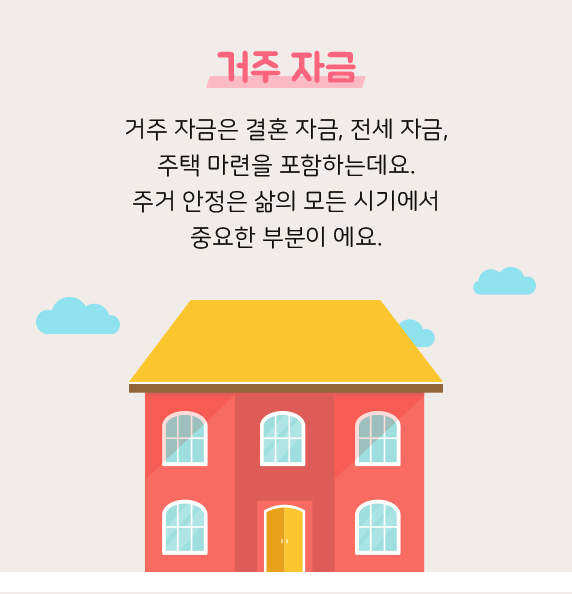 거주 자금
거주 자금은 결혼 자금, 전세 자금,
주택 마련을 포함하는데요.
주거 안정은 삶의 모든 시기에서
중요한 부분이 에요.